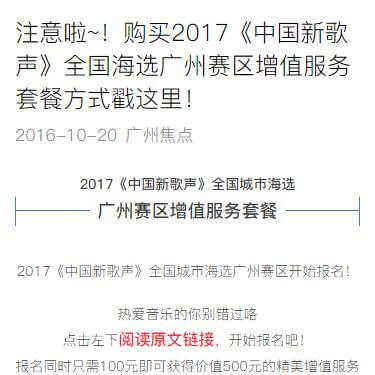 注意啦~！购买2017《中国新歌
声》全国海选广州赛区增值服务
套餐方式戳这里！
2016-10-20 广州焦点
2017《中国新歌声》全国城市海选
广州赛区增值服务套餐
2017《中国新歌声》全国城市海选广州赛区开始报名！
热爱音乐的你别错过咯
点击左下阅读原文链接，开始报名吧！
报名同时只需100元即可获得价值500元的精美增值服务